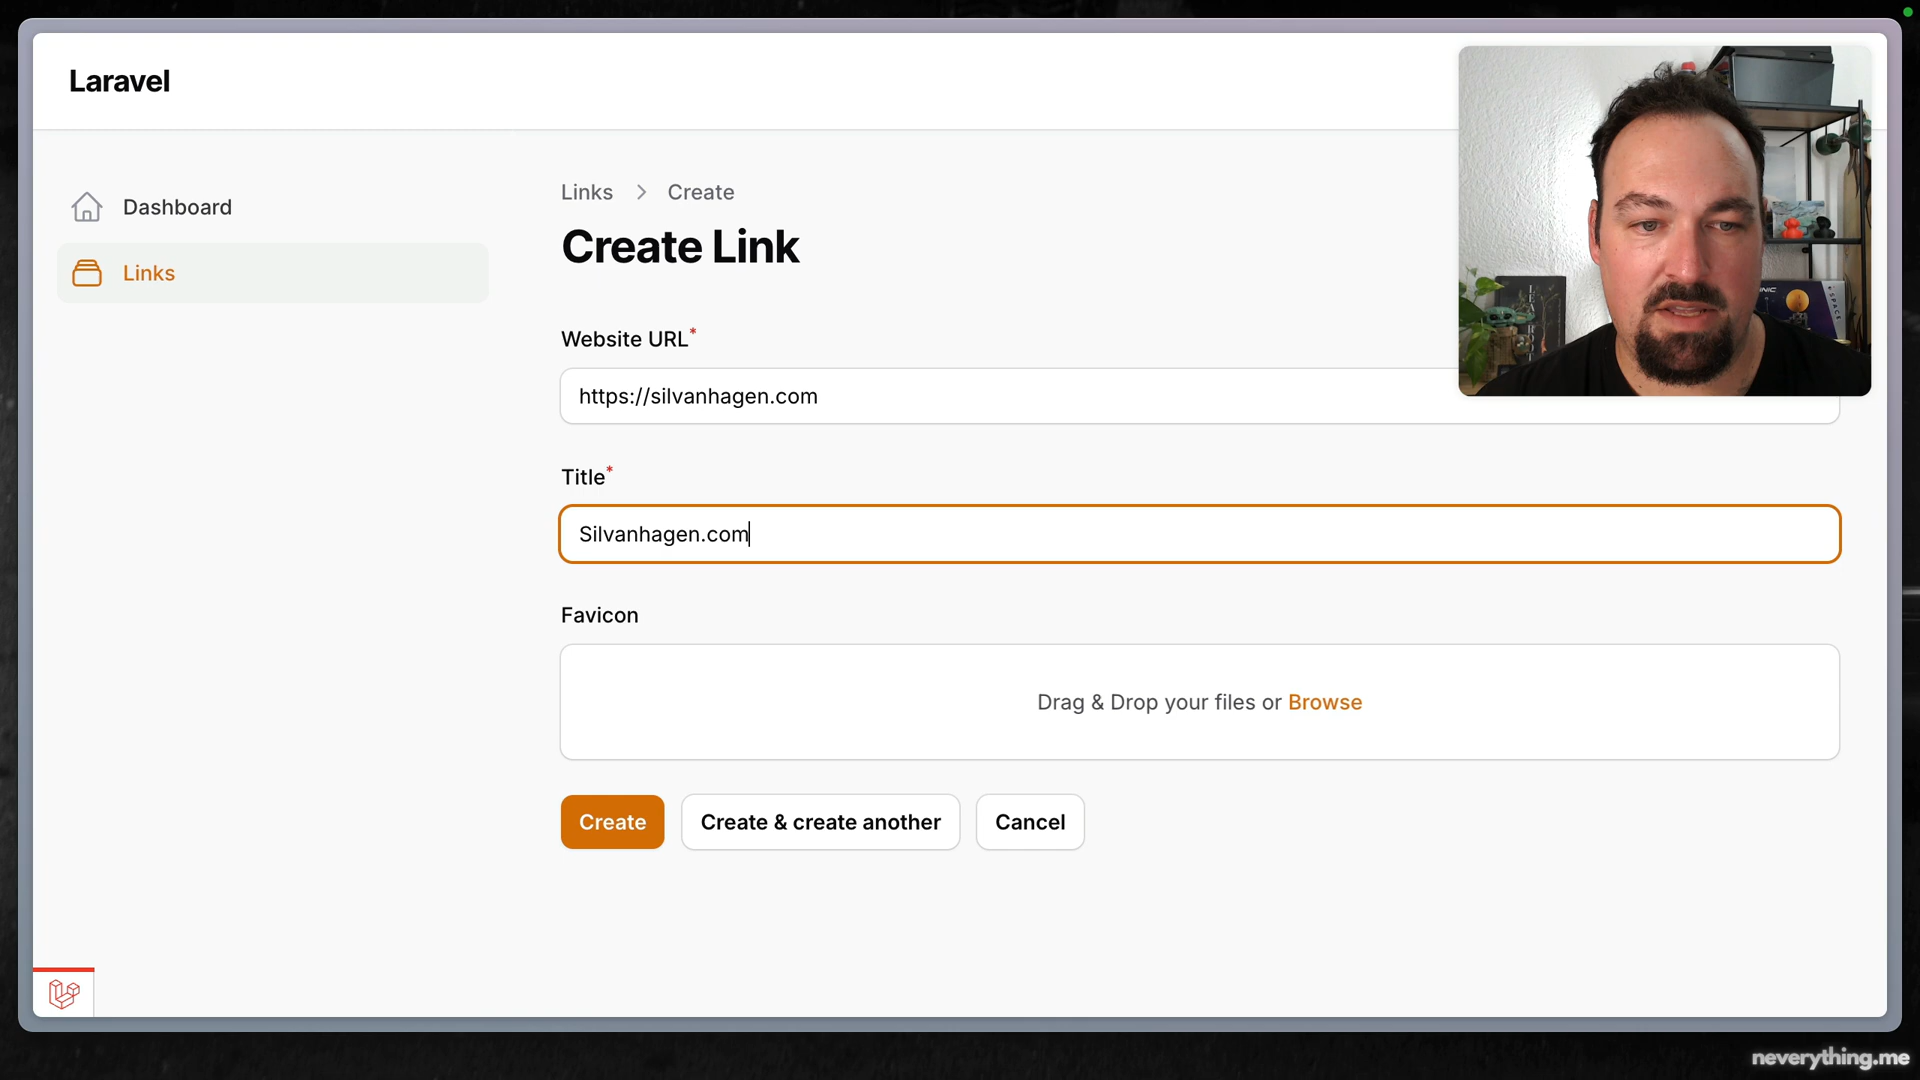 Laravel
Dashboard
Links
Links > Create
Create Link
Website URL*
https://silvanhagen.com
Title*
Silvanhagen.com
Favicon
Drag & Drop your files or Browse
Create
Create & create another
Cancel
neverything.me